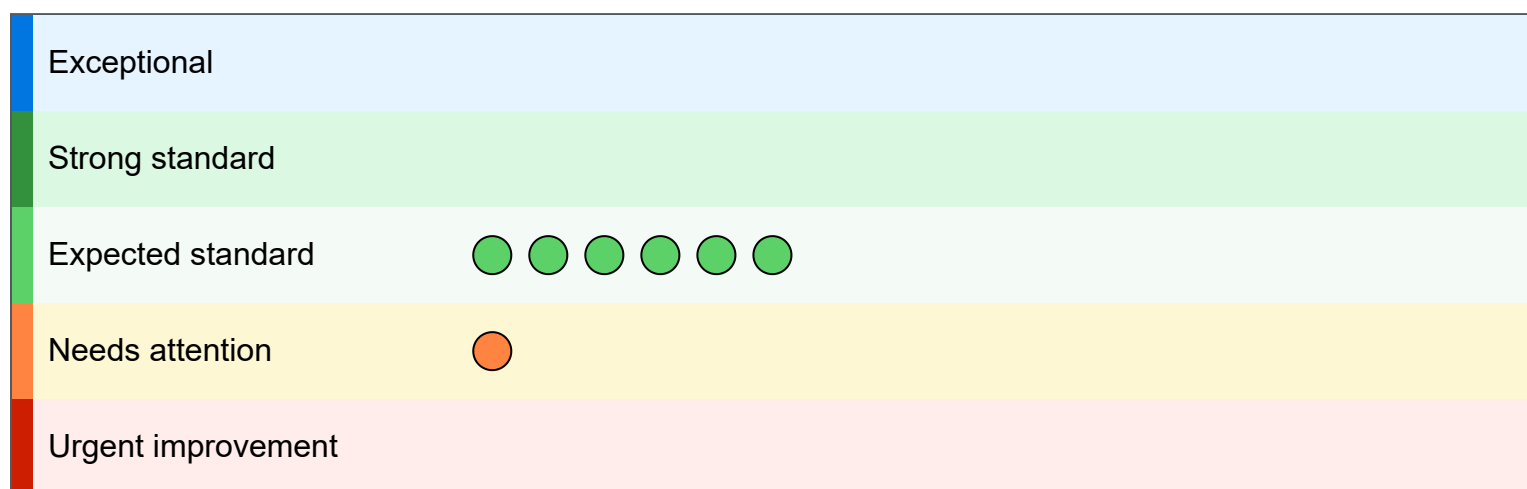 Exceptional
Strong standard
Expected standard
Needs attention
Urgent improvement